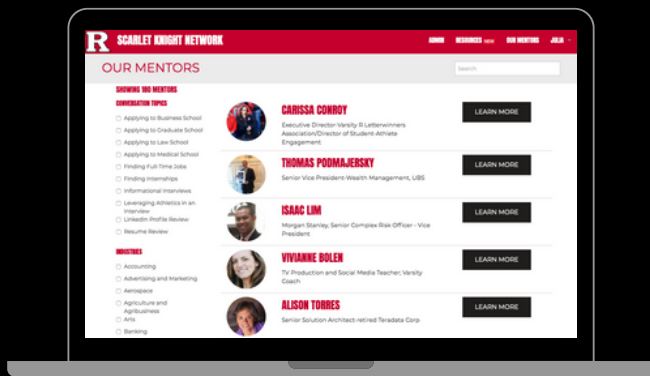 R SCARLET KNIGHT NETWORK
ADMIN RESOURCES OUR MENTORS JULIA
OUR MENTORS
Search
SHOWING 180 MENTORS
CONVERSATION TOPICS
Applying to Business School
Applying to Graduate School
Applying to Law School
Applying to Medical School
Finding Full-Time Jobs
Finding Internships
Informational Interviews
Leveraging Athletics in an
Interview
LinkedIn Profile Review
Resume Review
INDUSTRIES
Accounting
Advertising and Marketing
Aerospace
Agriculture and
Agribusiness
Arts
Banking
CARISSA CONROY
Executive Director-Varsity R Letterwinners
Association/Director of Student-Athlete
Engagement
LEARN MORE
THOMAS PODMAJERSKY
Senior Vice President-Wealth Management, UBS
LEARN MORE
ISAAC LIM
Morgan Stanley, Senior Complex Risk Officer - Vice
President
LEARN MORE
VIVIANNE BOLEN
TV Production and Social Media Teacher, Varsity
Coach
LEARN MORE
ALISON TORRES
Senior Solution Architect-retired Teradata Corp
LEARN MORE